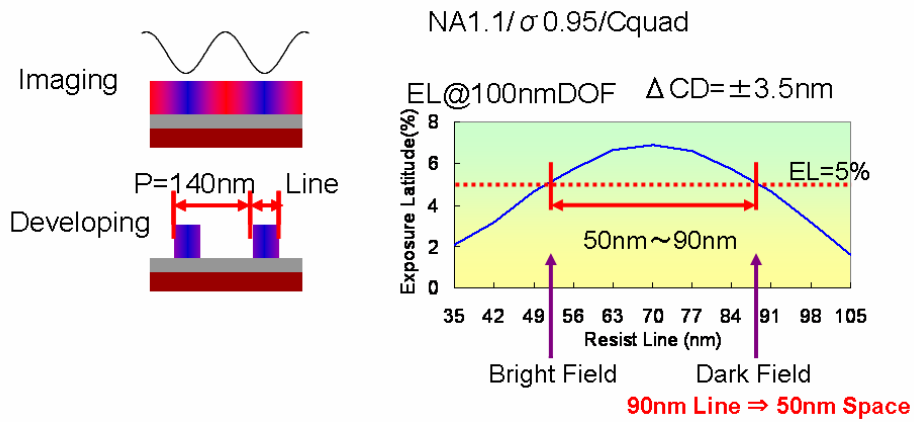 NA1.1/σ0.95/Cquad
Imaging
EL@100nmDOF ΔCD=±3.5nm
P=140nm Line
Developing
Exposure Latitude(%)
8
6
4
2
0
EL=5%
50nm~90nm
35 42 49 56 63 70 77 84 91 98 105
Resist Line (nm)
Bright Field Dark Field
90nm Line ⇒ 50nm Space